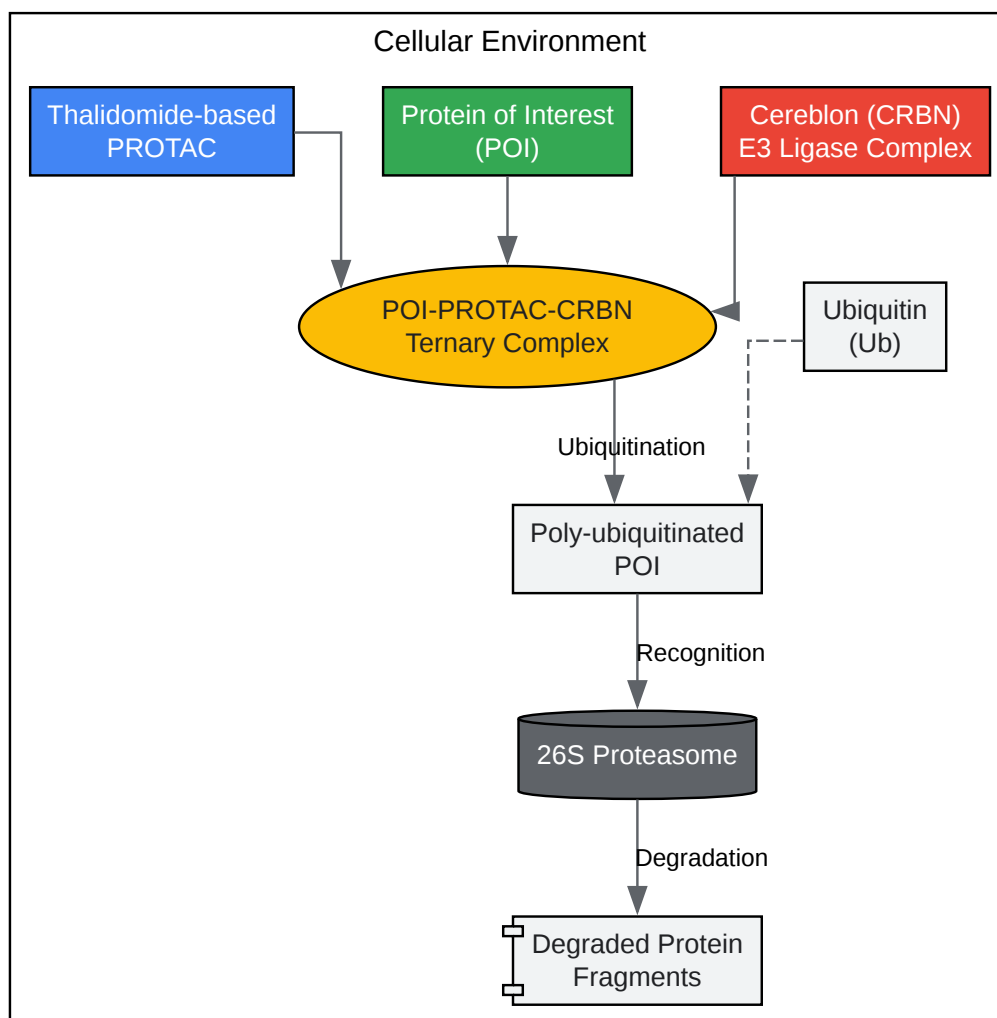 Cellular Environment
Thalidomide-based
PROTAC
Protein of Interest
(POI)
Cereblon (CRBN)
E3 Ligase Complex
POI-PROTAC-CRBN
Ternary Complex
Ubiquitin
(Ub)
Ubiquitination
Poly-ubiquitinated
POI
Recognition
26S Proteasome
Degradation
Degraded Protein
Fragments